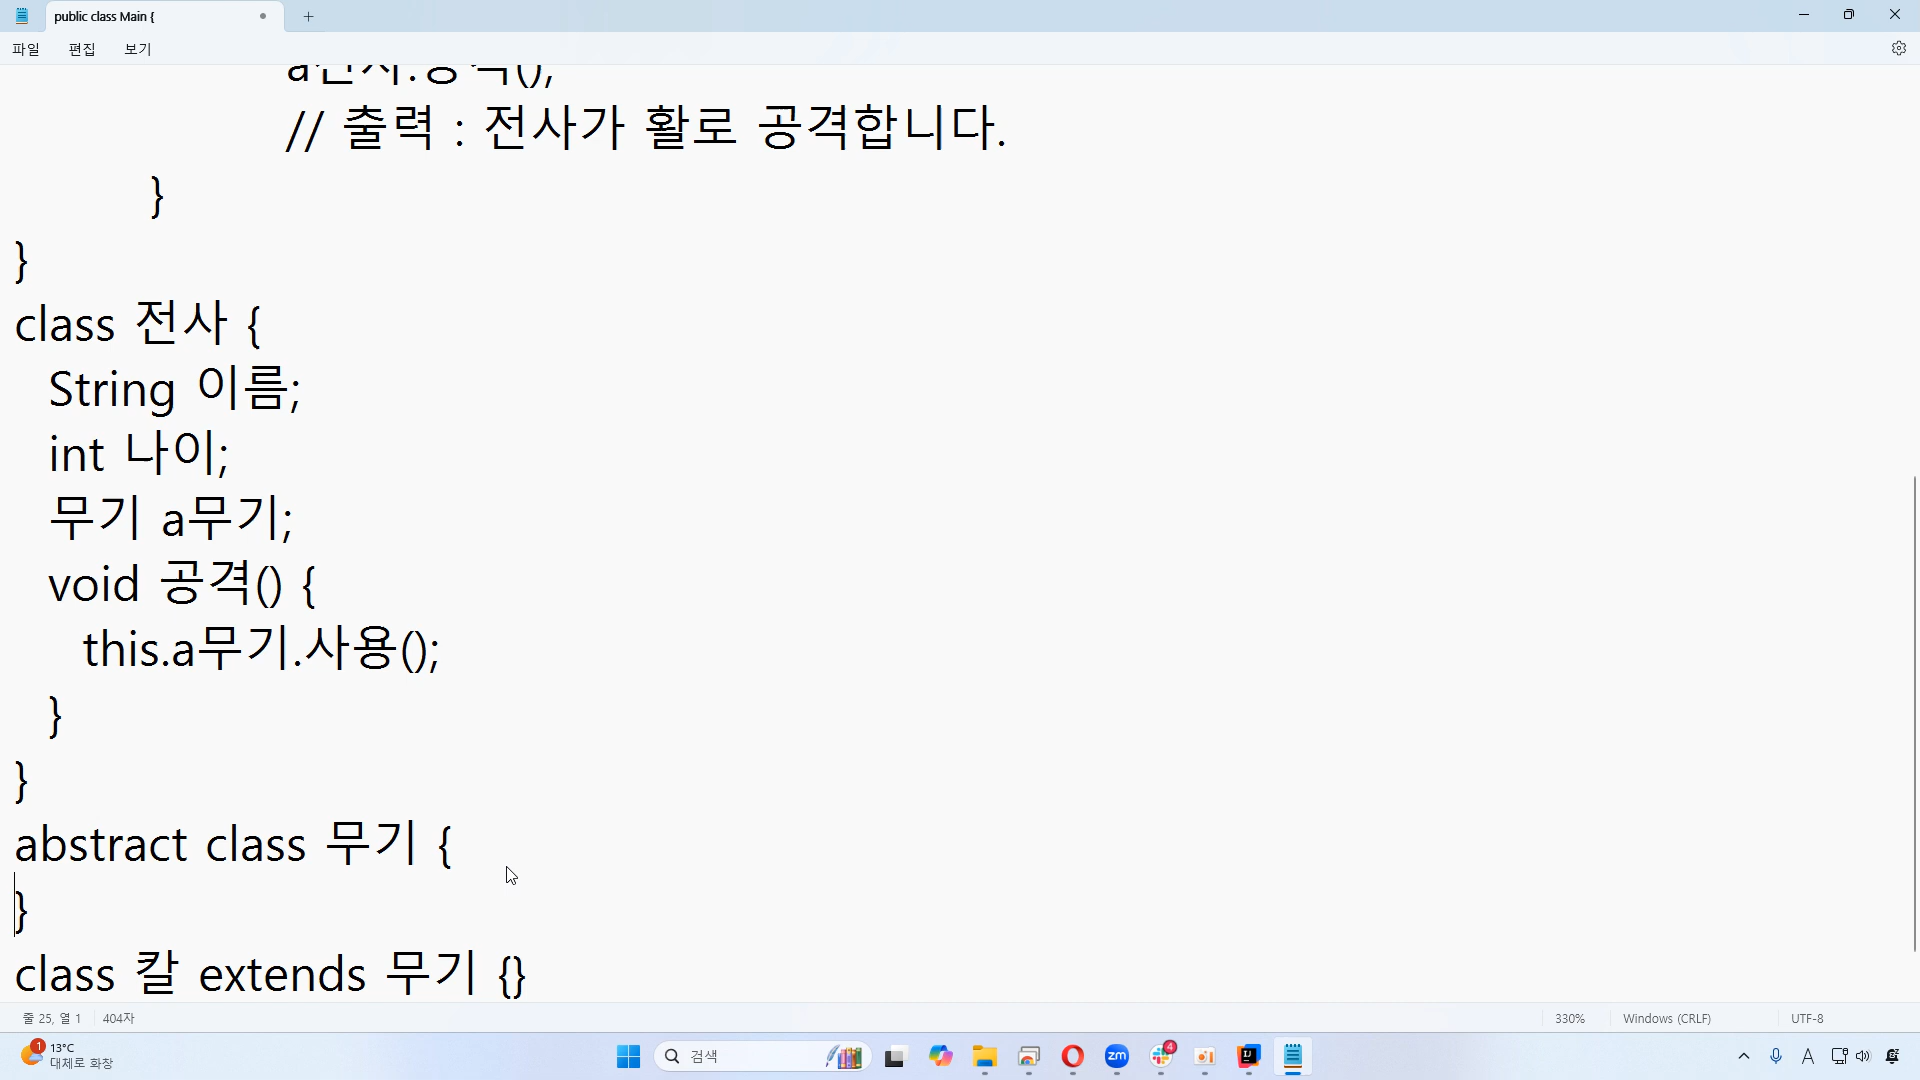 public class Main {
파일 편집 보기
// 출력 : 전사가 활로 공격합니다.
}
}
class 전사 {
String 이름;
int 나이;
무기 a무기;
void 공격() {
this.a무기.사용();
}
}
abstract class 무기 {
}
class 칼 extends 무기 {}
줄 25, 열 1 404자 330% Windows (CRLF) UTF-8
1 13°C
대체로 화창
검색
zm
4
A